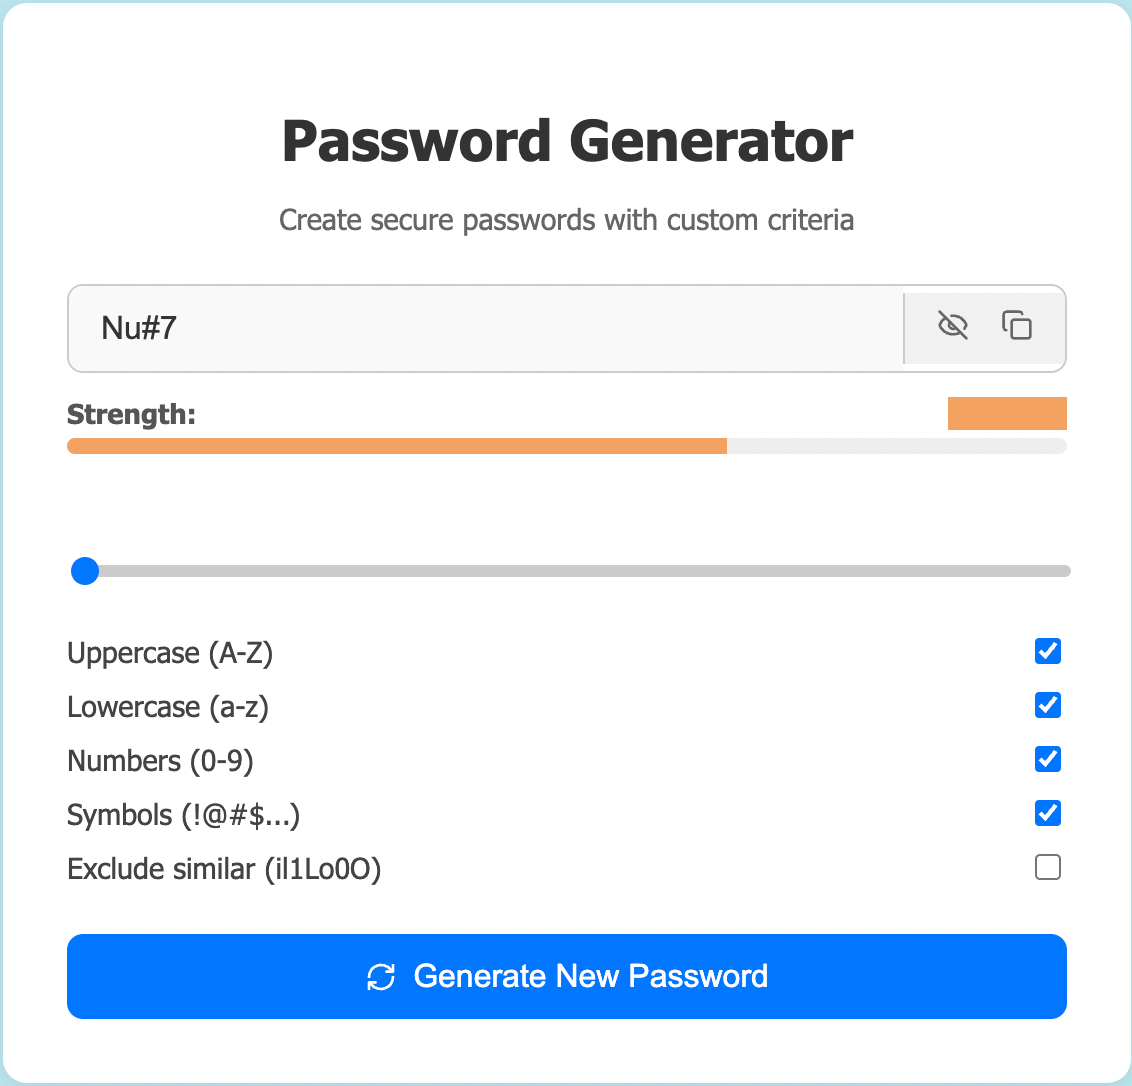 Password Generator
Create secure passwords with custom criteria
Nu#7
Strength:
Uppercase (A-Z)
Lowercase (a-z)
Numbers (0-9)
Symbols (!@#$...)
Exclude similar (il1Lo0O)
Generate New Password